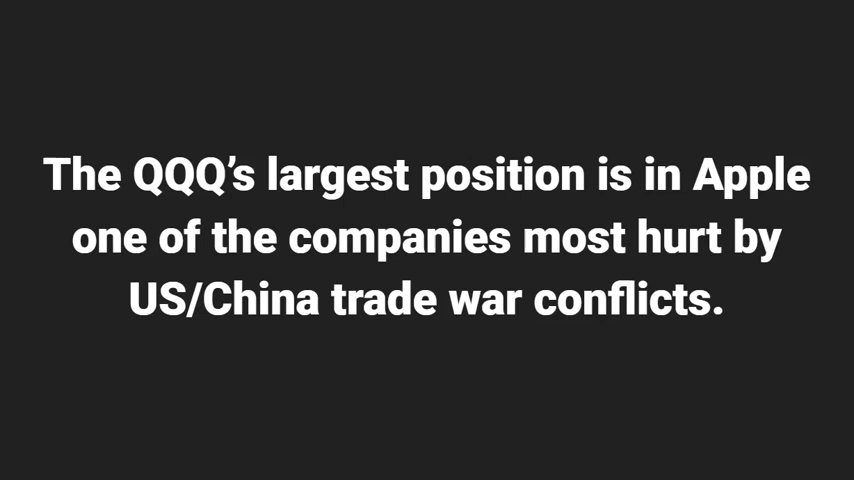 The QQQ’s largest position is in Apple
one of the companies most hurt by
US/China trade war conflicts.